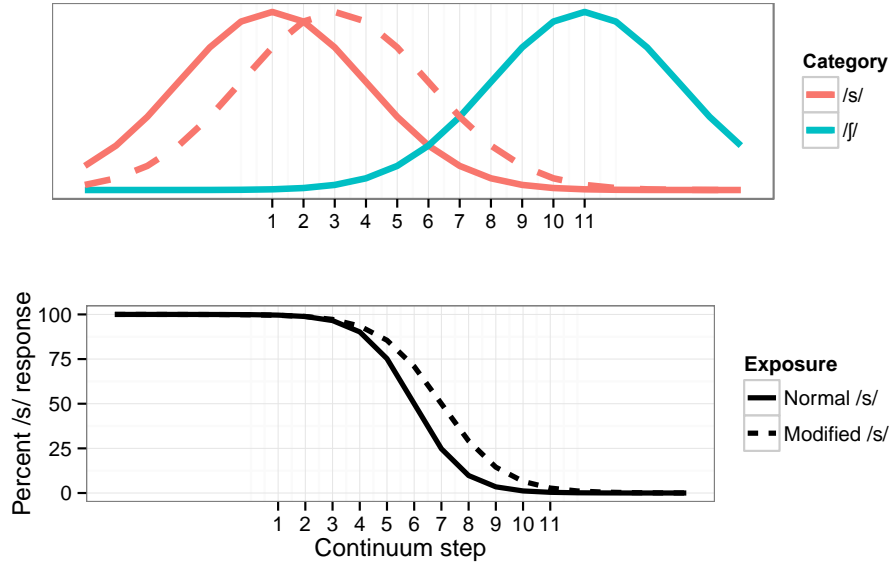 Category
/s/
/ʃ/
1 2 3 4 5 6 7 8 9 10 11
Percent /s/ response
100
75
50
25
0
Exposure
Normal /s/
Modified /s/
1 2 3 4 5 6 7 8 9 10 11
Continuum step